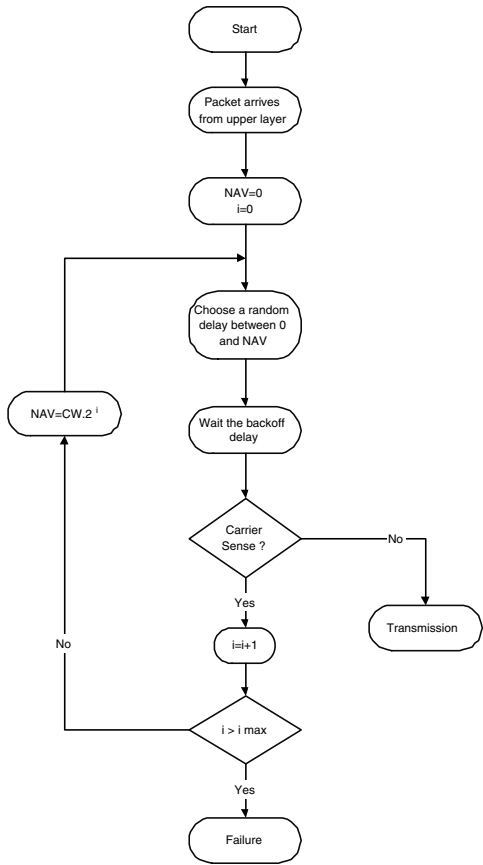 Start
Packet arrives
from upper layer
NAV=0
i=0
Choose a random
delay between 0
and NAV
NAV=CW.2 i
Wait the backoff
delay
Carrier
Sense ?
No
Yes
Transmission
i=i+1
No
i > i max
Yes
Failure